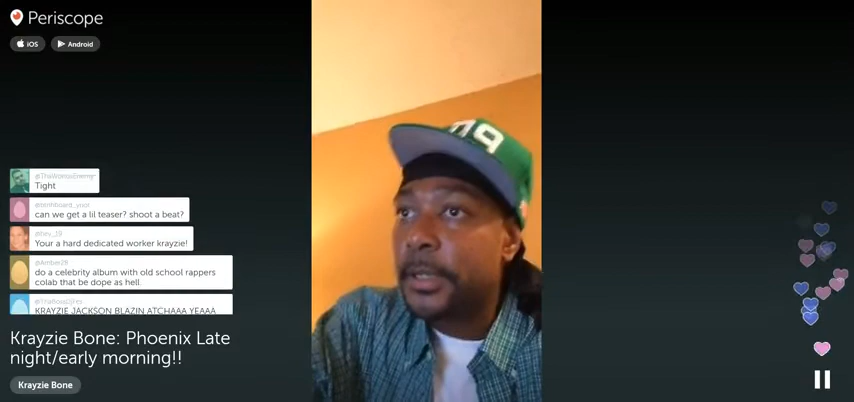 Periscope
iOS
Android
Tight
can we get a lil teaser? shoot a beat?
Your a hard dedicated worker krayzie!
@Amber29
do a celebrity album with old school rappers
colab that be dope as hell.
KRAYZIE JACKSON BLAZIN ATCHAAA YEAAA
Krayzie Bone: Phoenix Late
night/early morning!!
Krayzie Bone